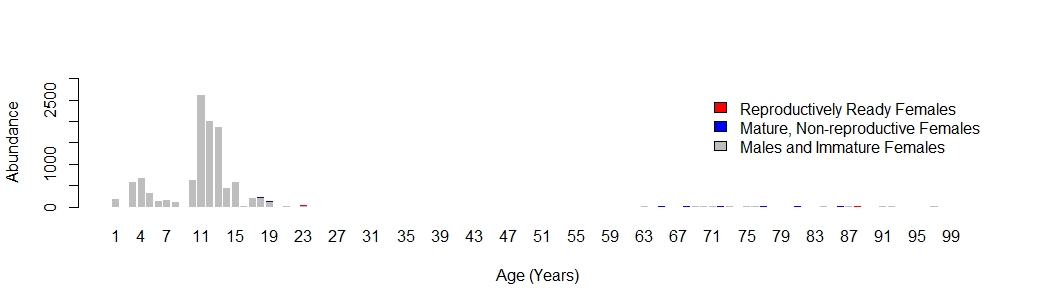 Abundance
2500
1000
0
Reproductively Ready Females
Mature, Non-reproductive Females
Males and Immature Females
1 4 7 11 15 19 23 27 31 35 39 43 47 51 55 59 63 67 71 75 79 83 87 91 95 99
Age (Years)